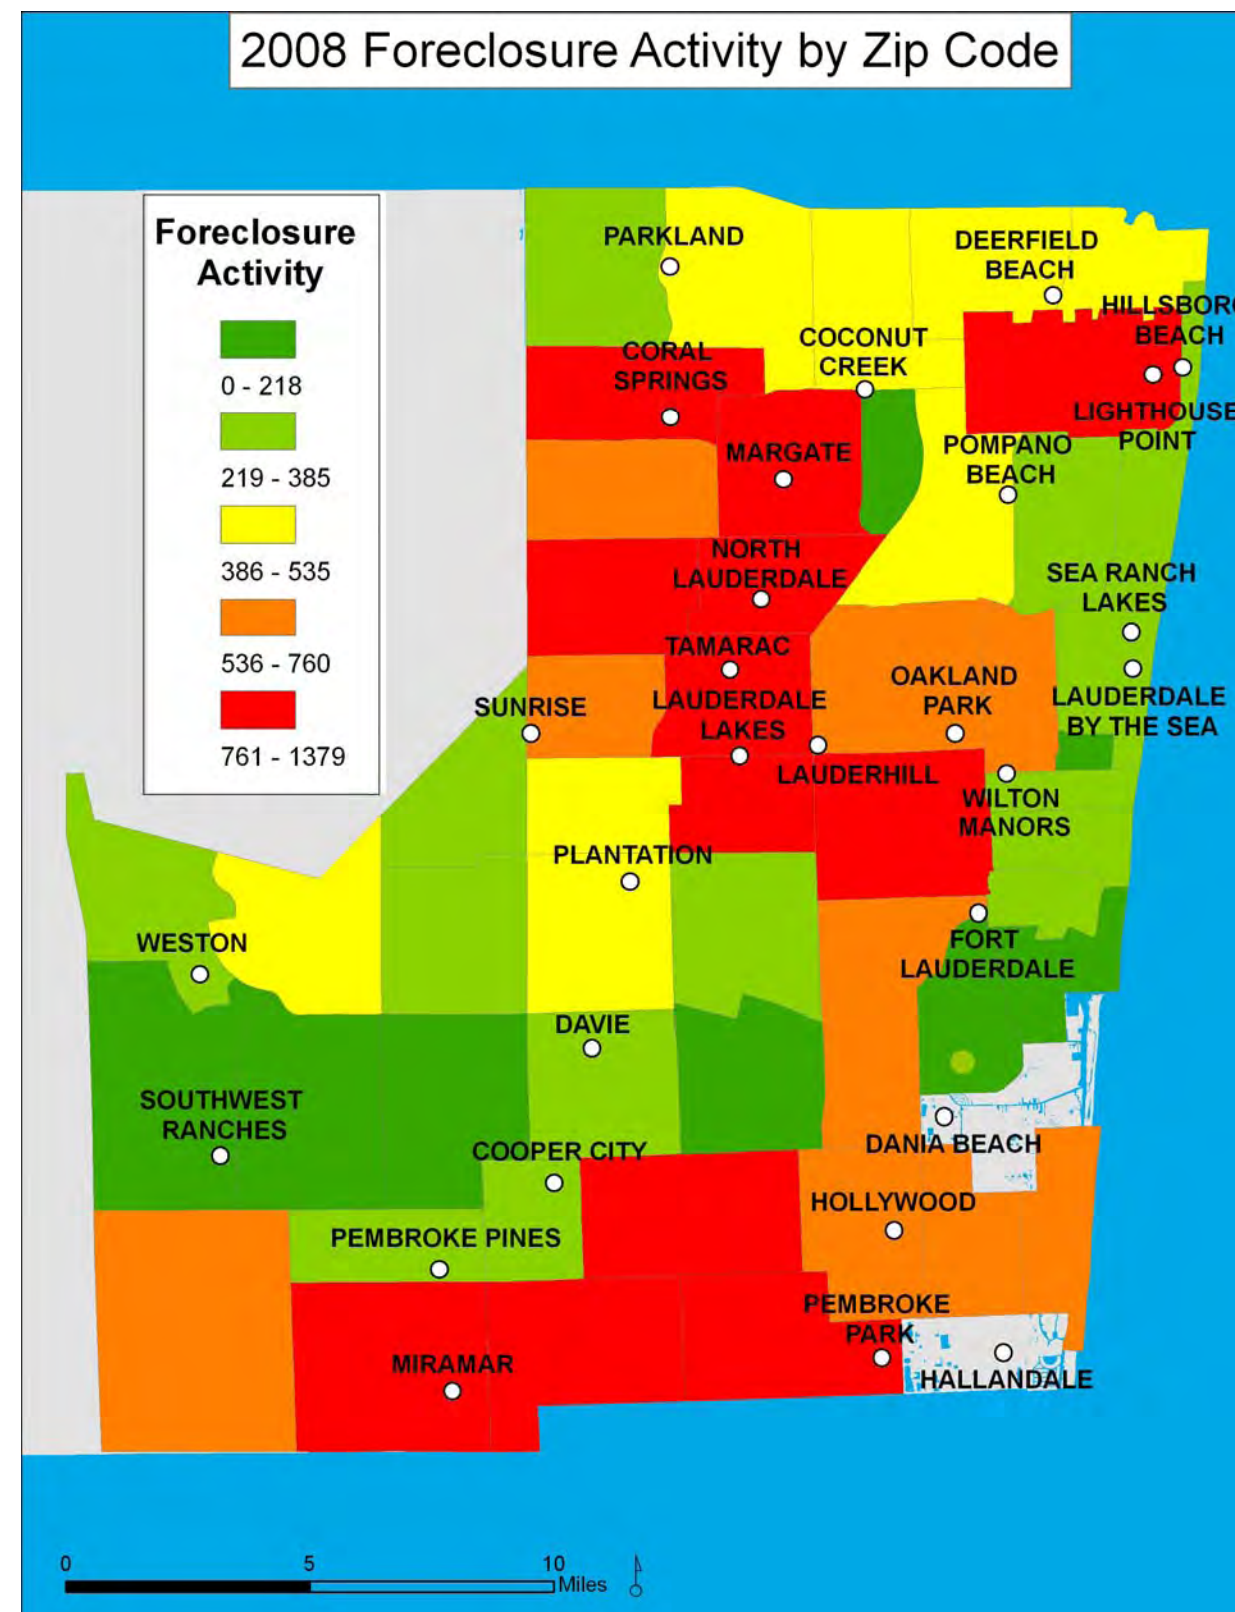 2008 Foreclosure Activity by Zip Code
Foreclosure
Activity
0 - 218
219 - 385
386 - 535
536 - 760
761 - 1379
PARKLAND
DEERFIELD
BEACH
HILLSBORO
BEACH
COCONUT
CREEK
CORAL
SPRINGS
LIGHTHOUSE
POINT
MARGATE
POMPANO
BEACH
NORTH
LAUDERDALE
SEA RANCH
LAKES
TAMARAC
OAKLAND
PARK
SUNRISE
LAUDERDALE
LAKES
LAUDERDALE
BY THE SEA
LAUDERHILL
WILTON
MANORS
PLANTATION
WESTON
FORT
LAUDERDALE
DAVIE
SOUTHWEST
RANCHES
COOPER CITY
DANIA BEACH
HOLLYWOOD
PEMBROKE PINES
PEMBROKE
PARK
MIRAMAR
HALLANDALE
0 5 10
Miles